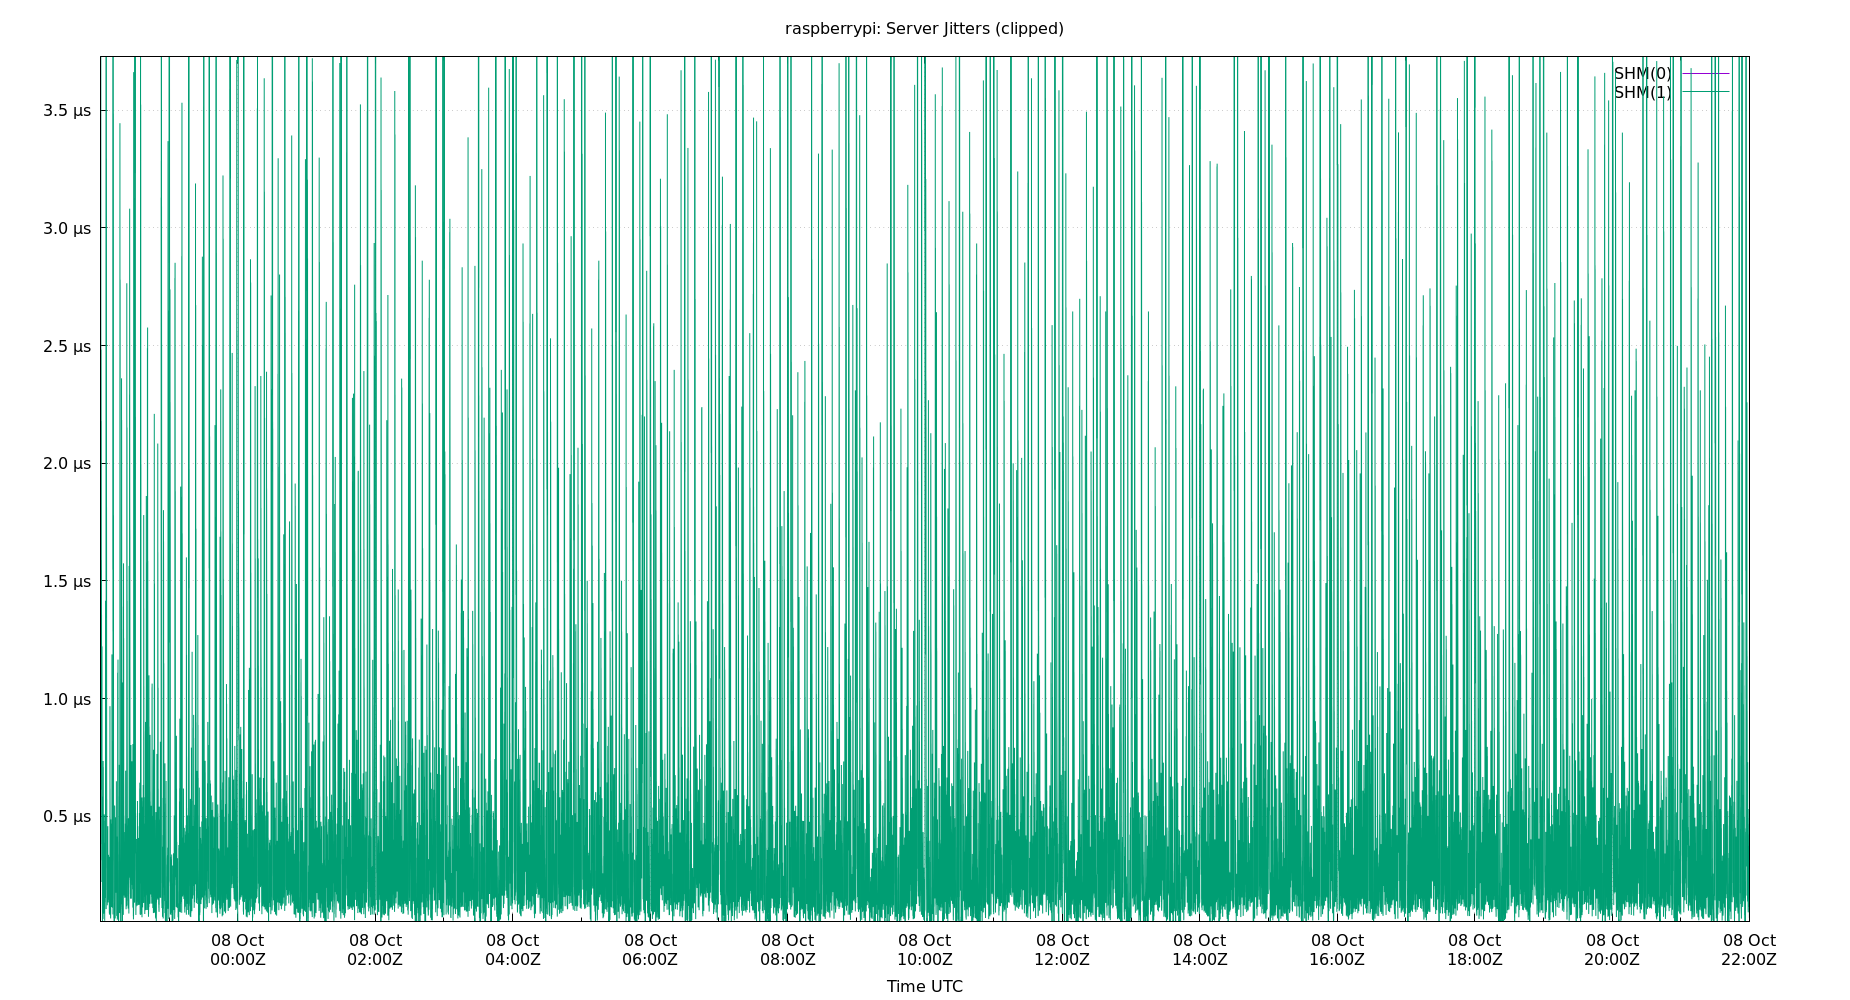 raspberrypi: Server Jitters (clipped)
SHM(0)
SHM(1)
3.5 µs
3.0 µs
2.5 µs
2.0 µs
1.5 µs
1.0 µs
0.5 µs
08 Oct 08 Oct 08 Oct 08 Oct 08 Oct 08 Oct 08 Oct 08 Oct 08 Oct 08 Oct 08 Oct 08 Oct
00:00Z 02:00Z 04:00Z 06:00Z 08:00Z 10:00Z 12:00Z 14:00Z 16:00Z 18:00Z 20:00Z 22:00Z
Time UTC